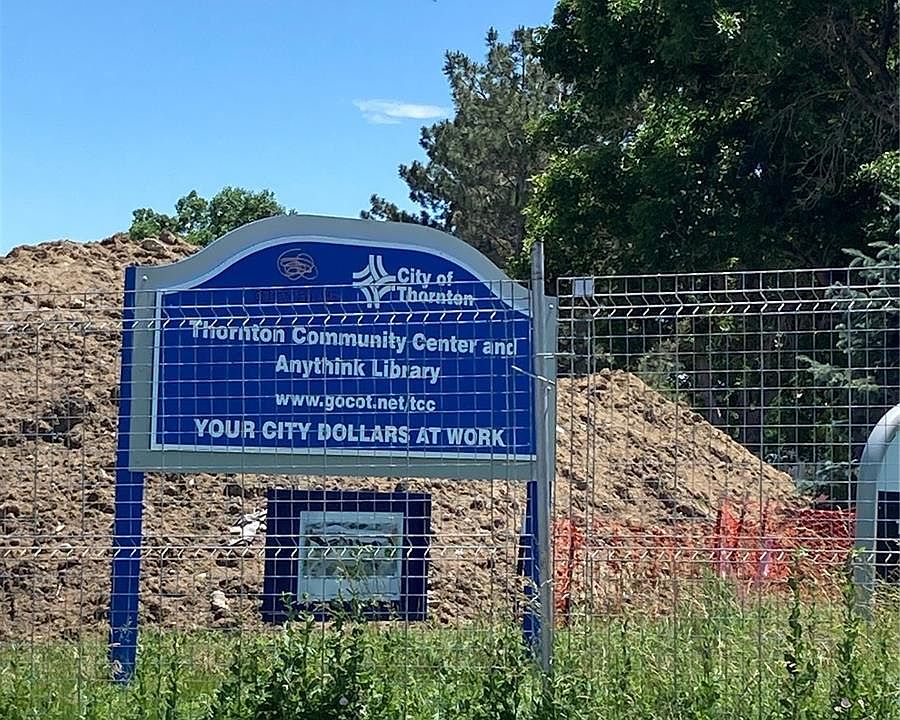 City of
Thornton
Thornton Community Center and
Anythink Library
www.gocot.net/tcc
YOUR CITY DOLLARS AT WORK